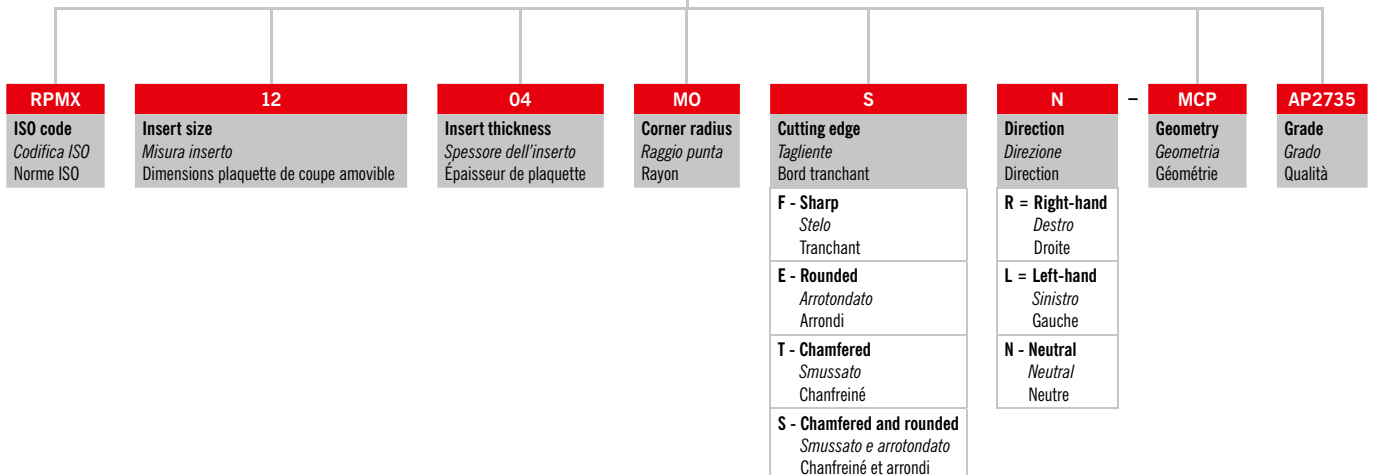 RPMX
12
04
MO
S
N
–
MCP
AP2735
ISO code
Codifica ISO
Norme ISO
Insert size
Misura inserto
Dimensions plaquette de coupe amovible
Insert thickness
Spessore dell'inserto
Épaisseur de plaquette
Corner radius
Raggio punta
Rayon
Cutting edge
Tagliente
Bord tranchant
Direction
Direzione
Direction
Geometry
Geometria
Géométrie
Grade
Grado
Qualità
F - Sharp
Stelo
Tranchant
E - Rounded
Arrotondato
Arrondi
T - Chamfered
Smussato
Chanfreiné
S - Chamfered and rounded
Smussato e arrotondato
Chanfreiné et arrondi
R = Right-hand
Destro
Droite
L = Left-hand
Sinistro
Gauche
N - Neutral
Neutral
Neutre